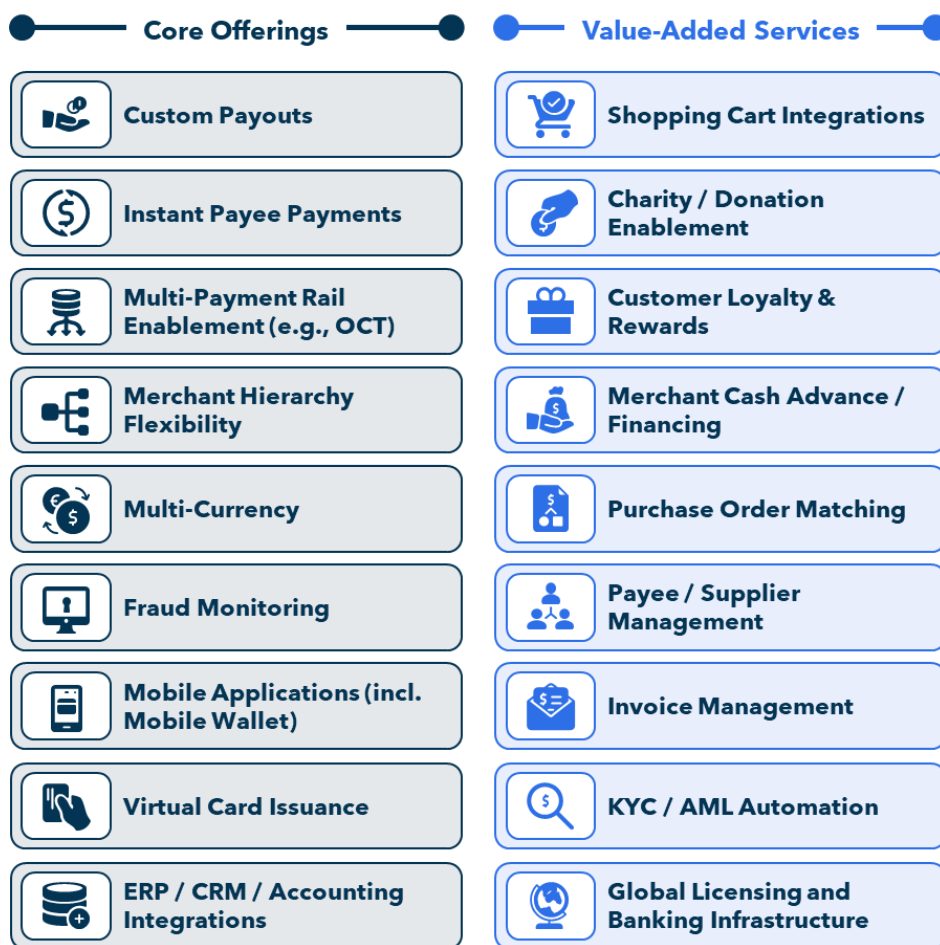 Core Offerings
Custom Payouts
Instant Payee Payments
Multi-Payment Rail
Enablement (e.g., OCT)
Merchant Hierarchy
Flexibility
Multi-Currency
Fraud Monitoring
Mobile Applications (incl.
Mobile Wallet)
Virtual Card Issuance
ERP / CRM / Accounting
Integrations
Value-Added Services
Shopping Cart Integrations
Charity / Donation
Enablement
Customer Loyalty &
Rewards
Merchant Cash Advance /
Financing
Purchase Order Matching
Payee / Supplier
Management
Invoice Management
KYC / AML Automation
Global Licensing and
Banking Infrastructure